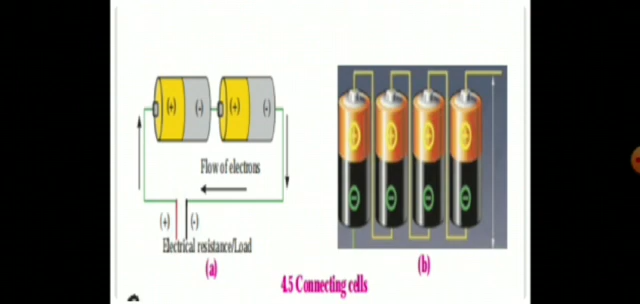 (+) (-) (+) (-)
Flow of electrons
(+) (-)
Electrical resistance/Load
(a)
(b)
4.5 Connecting cells